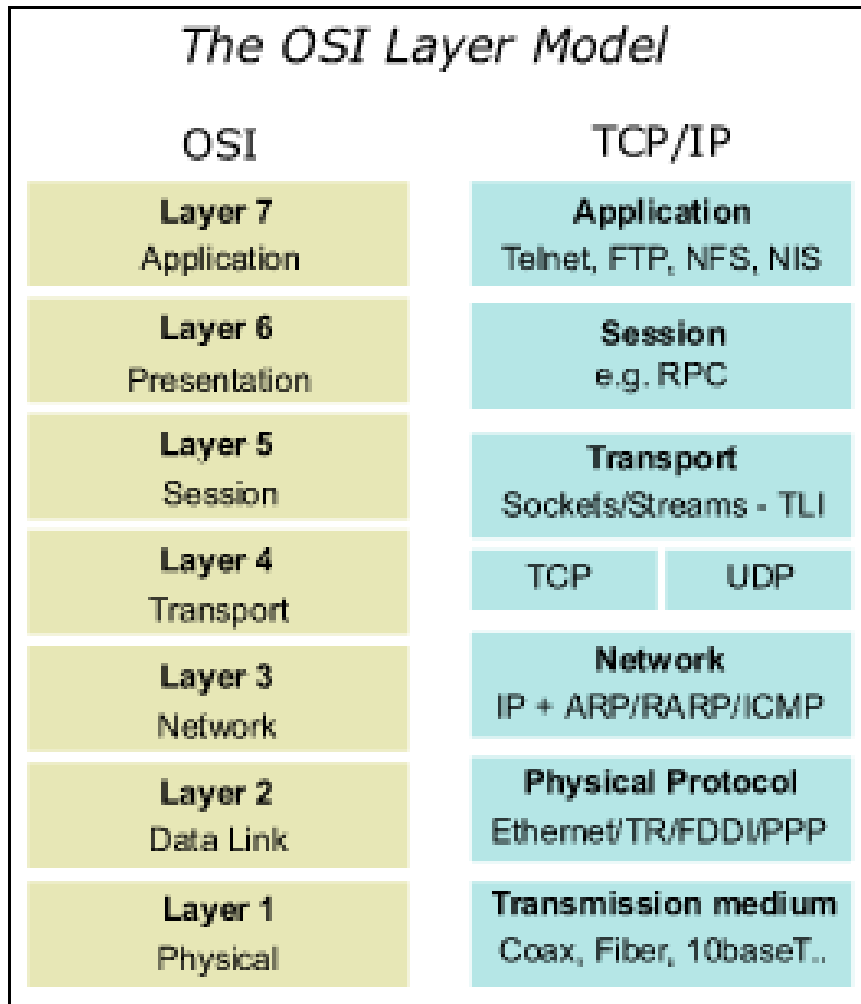 The OSI Layer Model
OSI
Layer 7
Application
Layer 6
Presentation
Layer 5
Session
Layer 4
Transport
Layer 3
Network
Layer 2
Data Link
Layer 1
Physical
TCP/IP
Application
Telnet, FTP, NFS, NIS
Session
e.g. RPC
Transport
Sockets/Streams - TLI
TCP
UDP
Network
IP + ARP/RARP/ICMP
Physical Protocol
Ethernet/TR/FDDI/PPP
Transmission medium
Coax, Fiber, 10baseT..